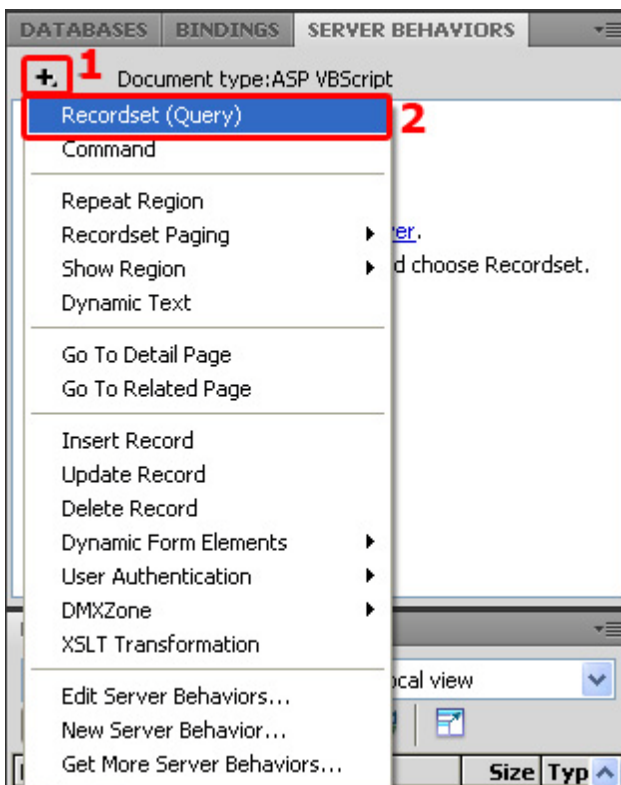 DATABASES BINDINGS SERVER BEHAVIORS
+ 1 Document type:ASP VBScript
Recordset (Query) 2
Command
Repeat Region
Recordset Paging er.
Show Region d choose Recordset.
Dynamic Text
Go To Detail Page
Go To Related Page
Insert Record
Update Record
Delete Record
Dynamic Form Elements
User Authentication
DMXZone
XSLT Transformation
ocal view
Edit Server Behaviors...
New Server Behavior...
Get More Server Behaviors...
Size Typ